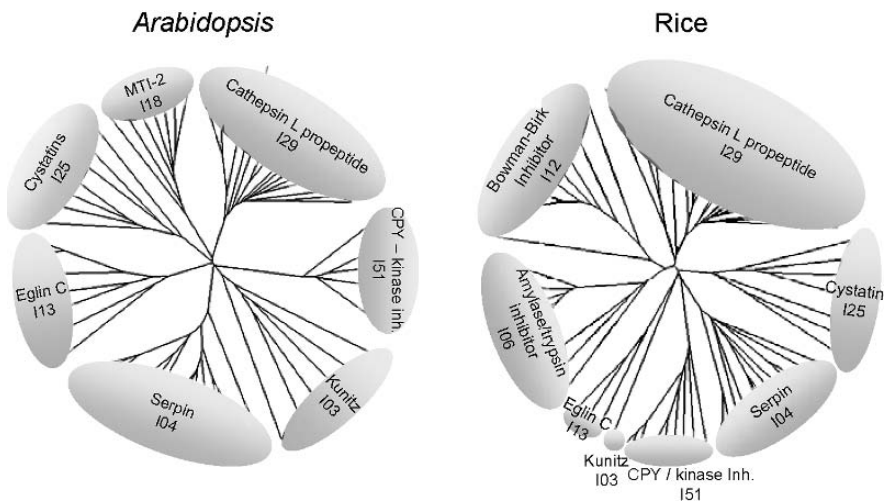 Arabidopsis
MTI-2
I18
Cathepsin L propeptide
I29
Cystatins
I25
CPY – kinase inh.
I51
Eglin C
I13
Kunitz
I03
Serpin
I04
Rice
Cathepsin L propeptide
I29
Bowman-Birk
Inhibitor
I12
Cystatin
I25
Amylase/trypsin
inhibitor
I06
Serpin
I04
Eglin C
I13
Kunitz
I03
CPY / kinase Inh.
I51